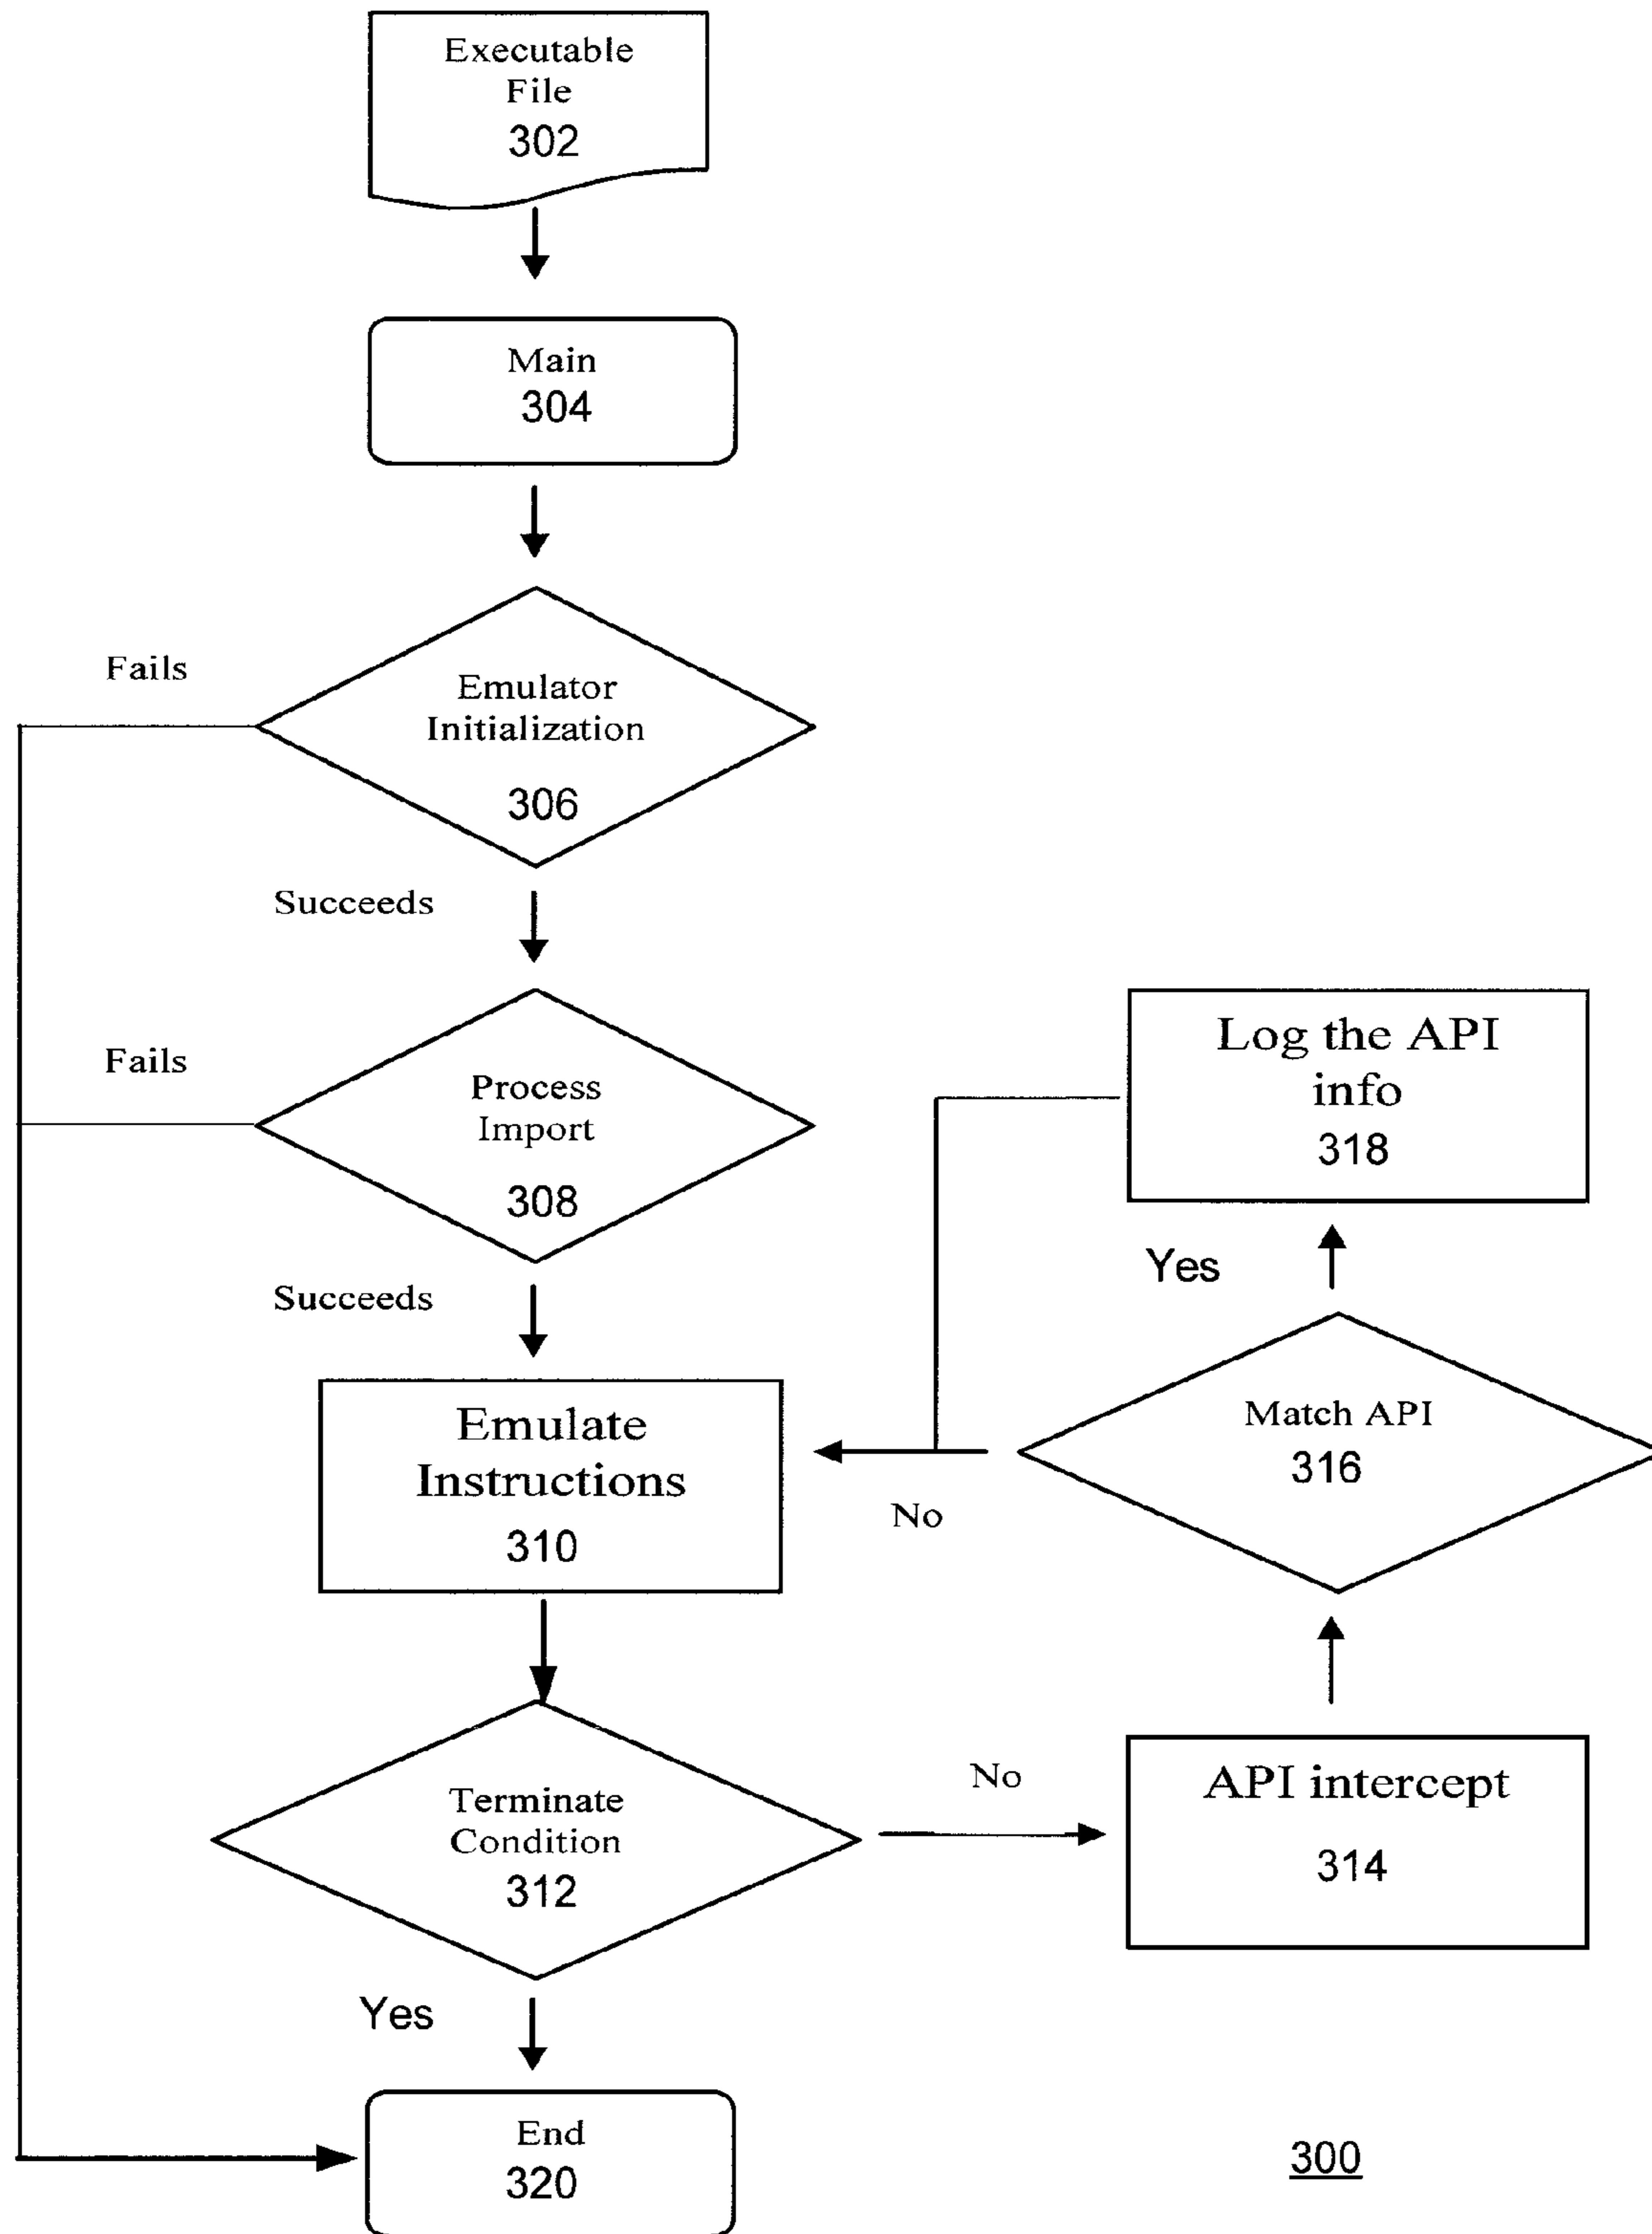 Executable
File
302
Main
304
Fails
Emulator
Initialization
306
Succeeds
Fails
Process
Import
308
Succeeds
Log the API
info
318
Yes
Emulate
Instructions
310
Match API
316
No
Terminate
Condition
312
No
API intercept
314
Yes
End
320
300